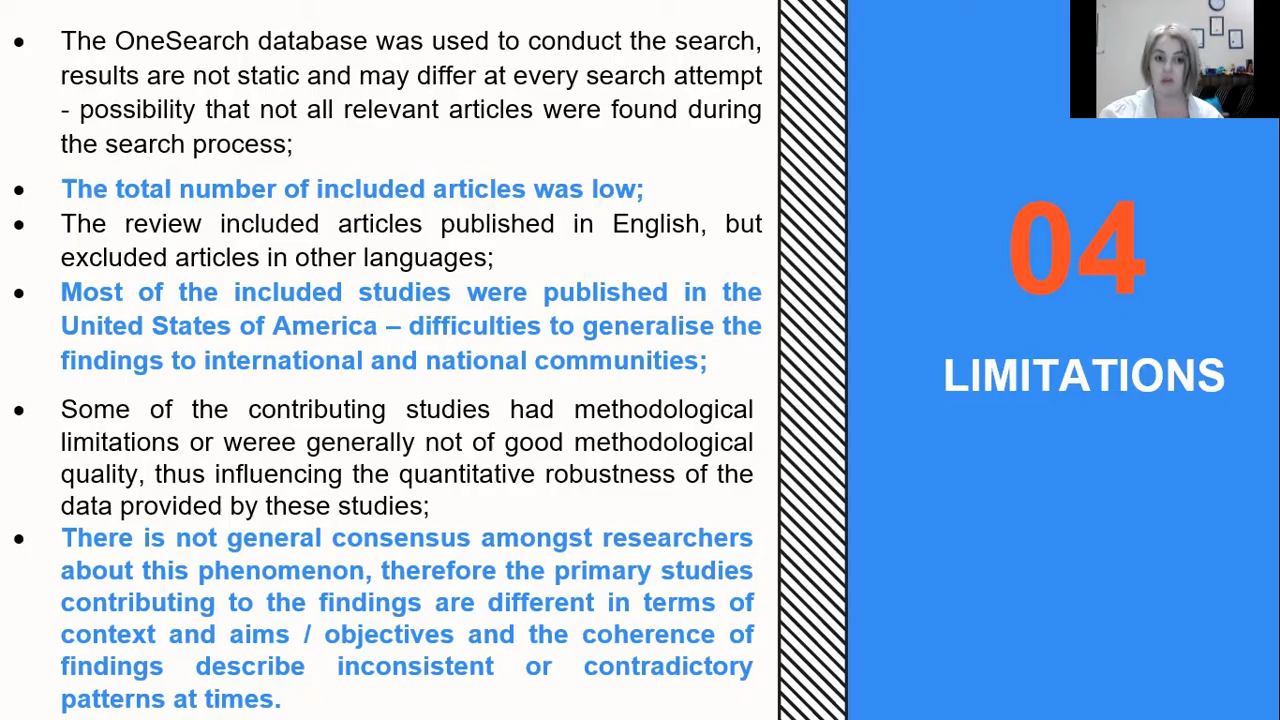 The OneSearch database was used to conduct the search,
results are not static and may differ at every search attempt
- possibility that not all relevant articles were found during
the search process;
The total number of included articles was low;
The review included articles published in English, but
excluded articles in other languages;
Most of the included studies were published in the
United States of America – difficulties to generalise the
findings to international and national communities;
Some of the contributing studies had methodological
limitations or weree generally not of good methodological
quality, thus influencing the quantitative robustness of the
data provided by these studies;
There is not general consensus amongst researchers
about this phenomenon, therefore the primary studies
contributing to the findings are different in terms of
context and aims / objectives and the coherence of
findings describe inconsistent or contradictory
patterns at times.
04
LIMITATIONS